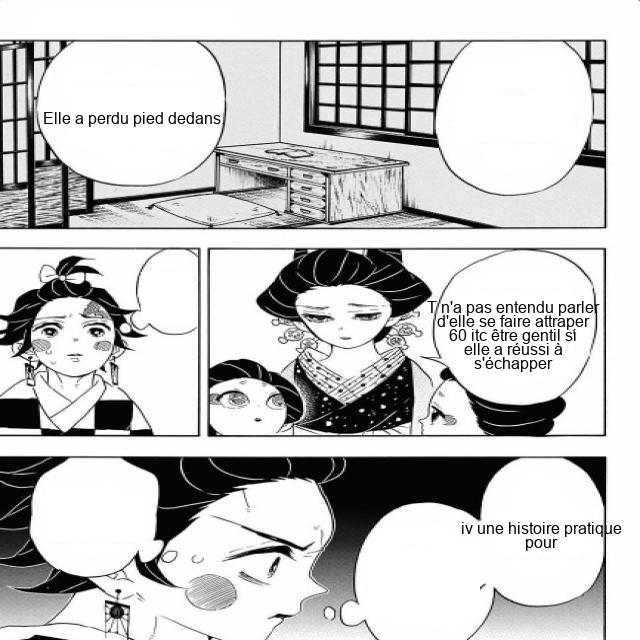 Elle a perdu pied dedans
T n'a pas entendu parler
d'elle se faire attraper
60 itc être gentil si
elle a réussi à
s'échapper
iv une histoire pratique
pour